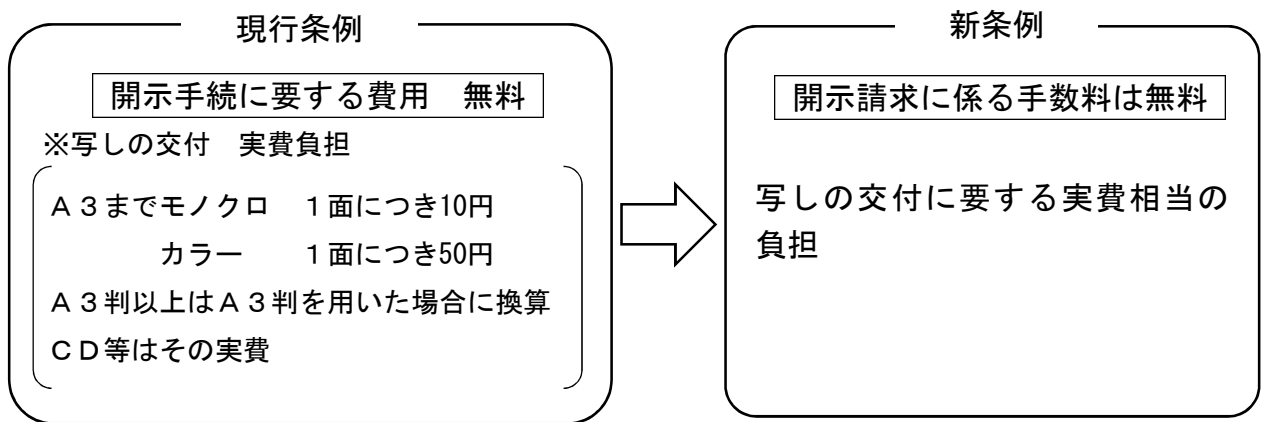 現行条例
開示手続に要する費用　無料
※写しの交付　実費負担
Ａ３までモノクロ　１面につき10円
カラー　１面につき50円
Ａ３判以上はＡ３判を用いた場合に換算
ＣＤ等はその実費
新条例
開示請求に係る手数料は無料
写しの交付に要する実費相当の
負担